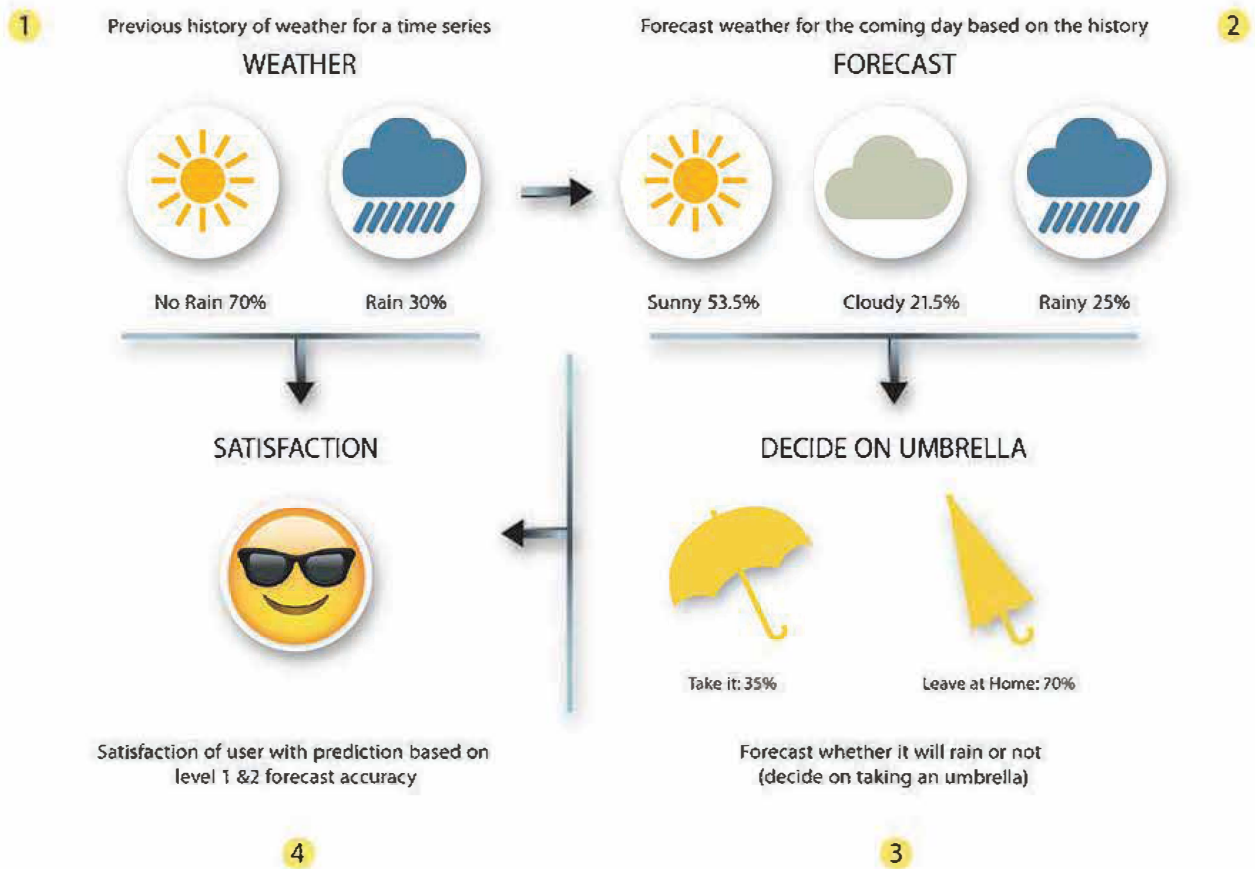 1
Previous history of weather for a time series
WEATHER
No Rain 70%
Rain 30%
Forecast weather for the coming day based on the history
2
FORECAST
Sunny 53.5%
Cloudy 21.5%
Rainy 25%
SATISFACTION
Satisfaction of user with prediction based on
level 1 &2 forecast accuracy
4
DECIDE ON UMBRELLA
Take it: 35%
Leave at Home: 70%
Forecast whether it will rain or not
(decide on taking an umbrella)
3